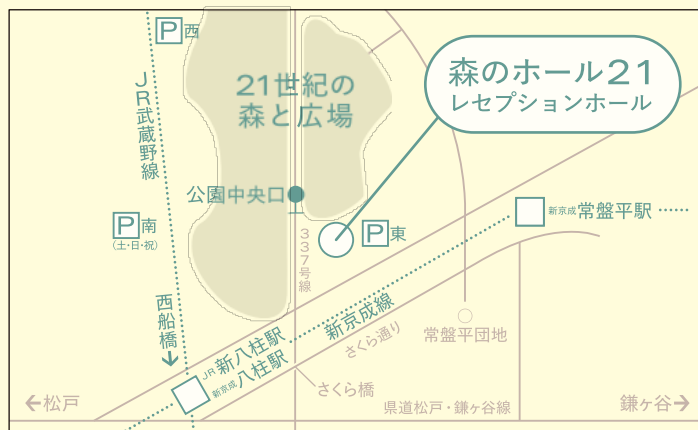 P西
森のホール21
レセプションホール
21世紀の
森と広場
JR武蔵野線
公園中央口
P南
(土・日・祝)
P東
新京成常盤平駅
337号線
西船橋
新京成線
さくら通り
常盤平団地
JR新八柱駅
新京成八柱駅
さくら橋
←松戸
県道松戸・鎌ヶ谷線
鎌ヶ谷→